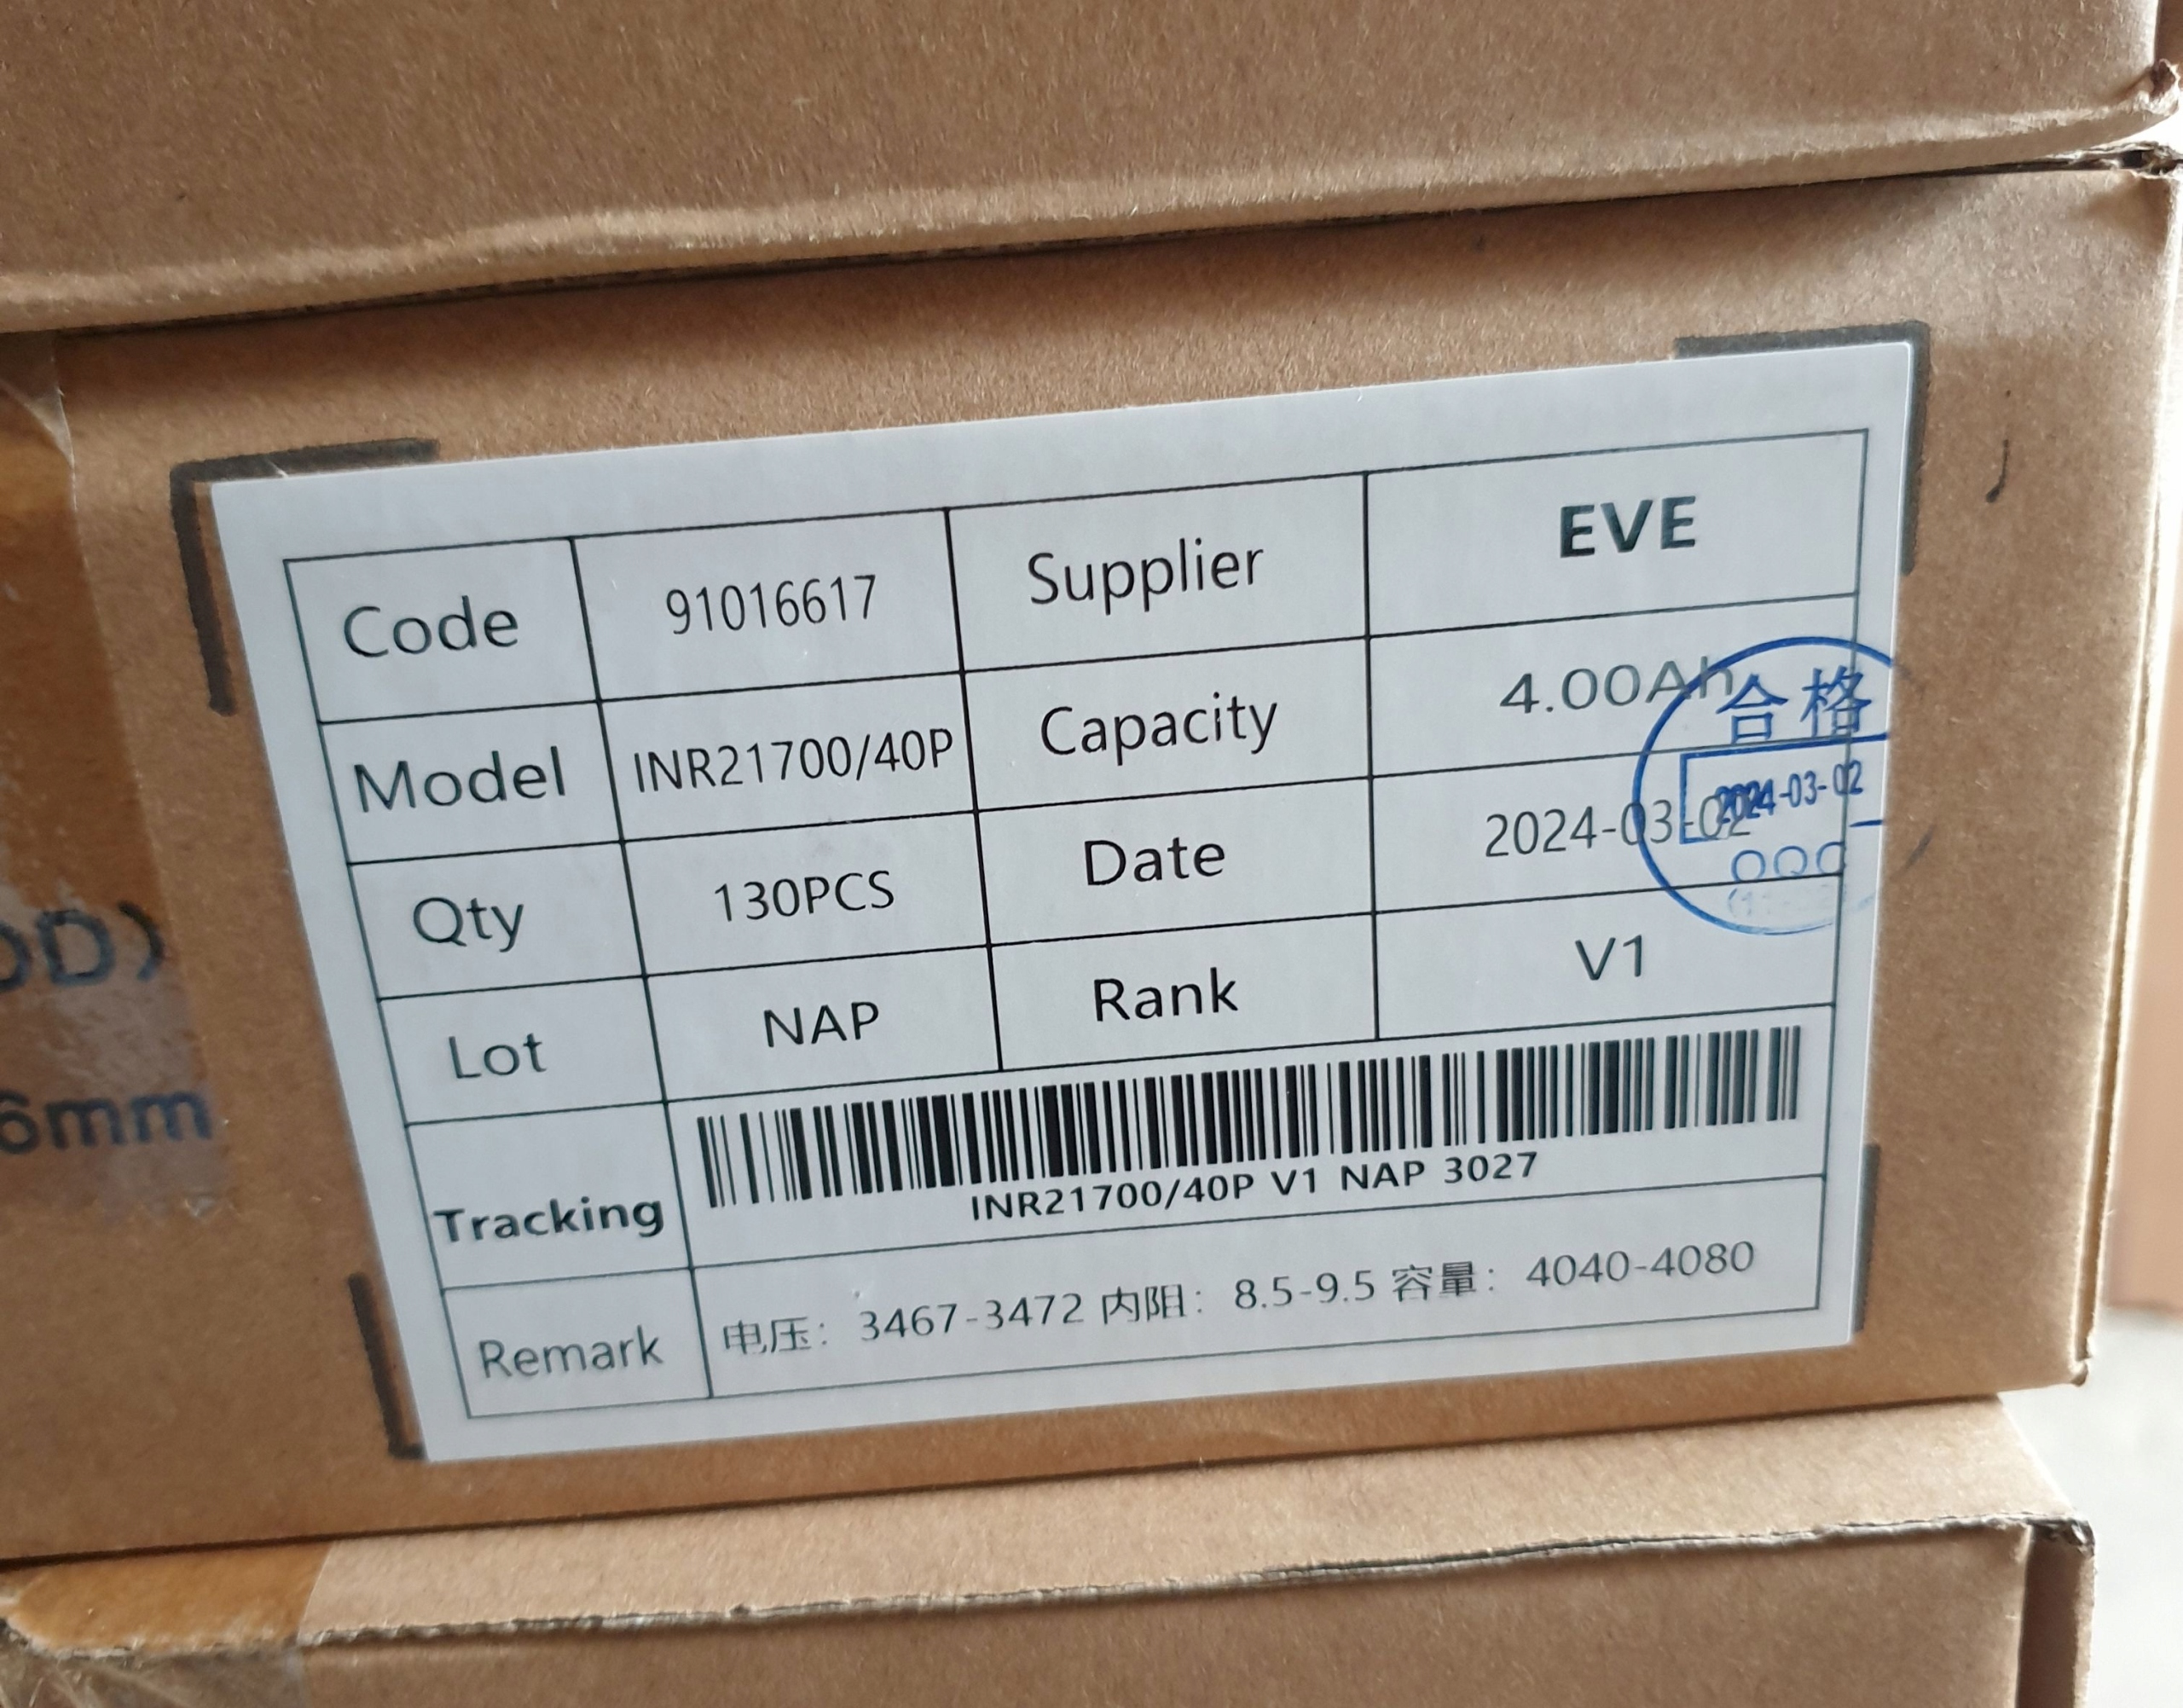 Code 91016617 Supplier EVE
Model INR21700/40P Capacity 4.00Ah
Qty 130PCS Date 2024-03-02
Lot NAP Rank V1
Tracking
INR21700/40P V1 NAP 3027
Remark 电压：3467-3472 内阻：8.5-9.5 容量：4040-4080
合格
2024-03-02
6mm